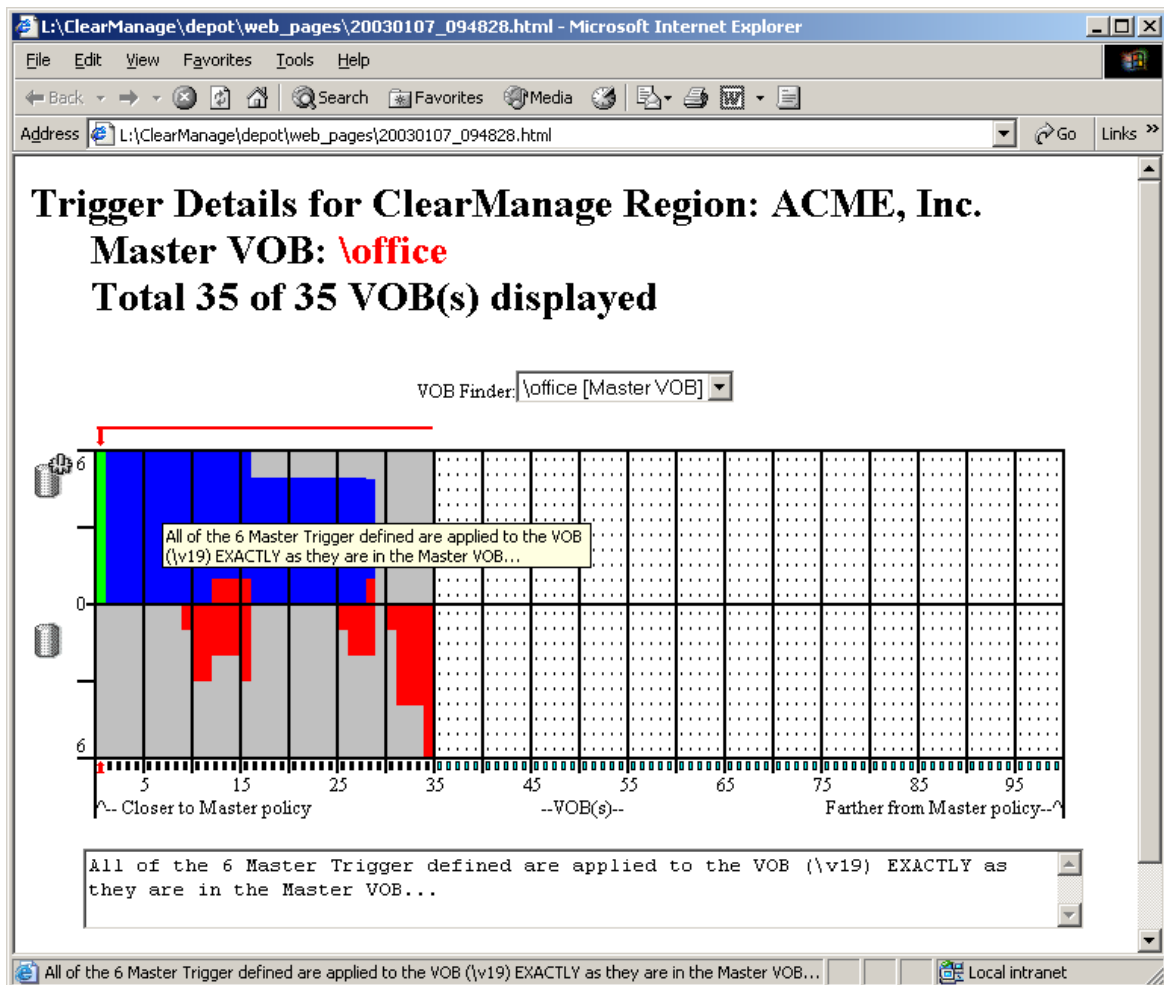 L:\ClearManage\depot\web_pages\20030107_094828.html - Microsoft Internet Explorer
File Edit View Favorites Tools Help
Back Search Favorites Media
Address L:\ClearManage\depot\web_pages\20030107_094828.html Go Links »
Trigger Details for ClearManage Region: ACME, Inc.
Master VOB: \office
Total 35 of 35 VOB(s) displayed
VOB Finder: \office [Master VOB]
6
All of the 6 Master Trigger defined are applied to the VOB
(\v19) EXACTLY as they are in the Master VOB...
0
6
5 15 25 35 45 55 65 75 85 95
^-- Closer to Master policy --VOB(s)-- Farther from Master policy--^
All of the 6 Master Trigger defined are applied to the VOB (\v19) EXACTLY as
they are in the Master VOB...
All of the 6 Master Trigger defined are applied to the VOB (\v19) EXACTLY as they are in the Master VOB... Local intranet